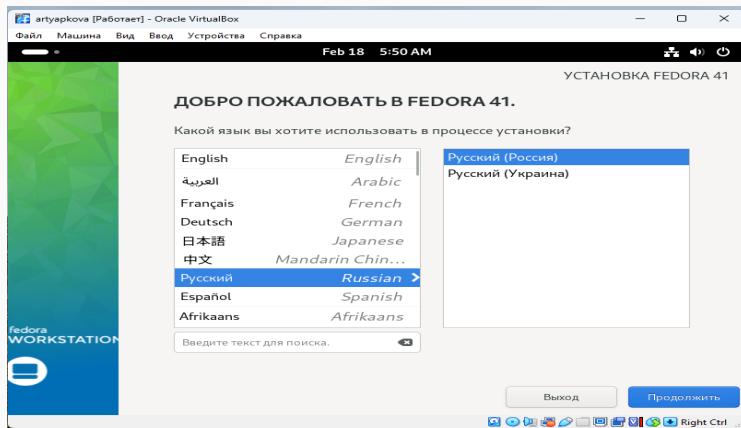 artyapkova [Работает] - Oracle VirtualBox
Файл Машина Вид Ввод Устройства Справка
Feb 18 5:50 AM
УСТАНОВКА FEDORA 41
ДОБРО ПОЖАЛОВАТЬ В FEDORA 41.
Какой язык вы хотите использовать в процессе установки?
English English
العربية Arabic
Français French
Deutsch German
日本語 Japanese
中文 Mandarin Chin...
Русский Russian
Español Spanish
Afrikaans Afrikaans
Русский (Россия)
Русский (Украина)
Введите текст для поиска.
fedora
WORKSTATION
Выход Продолжить
Right Ctrl